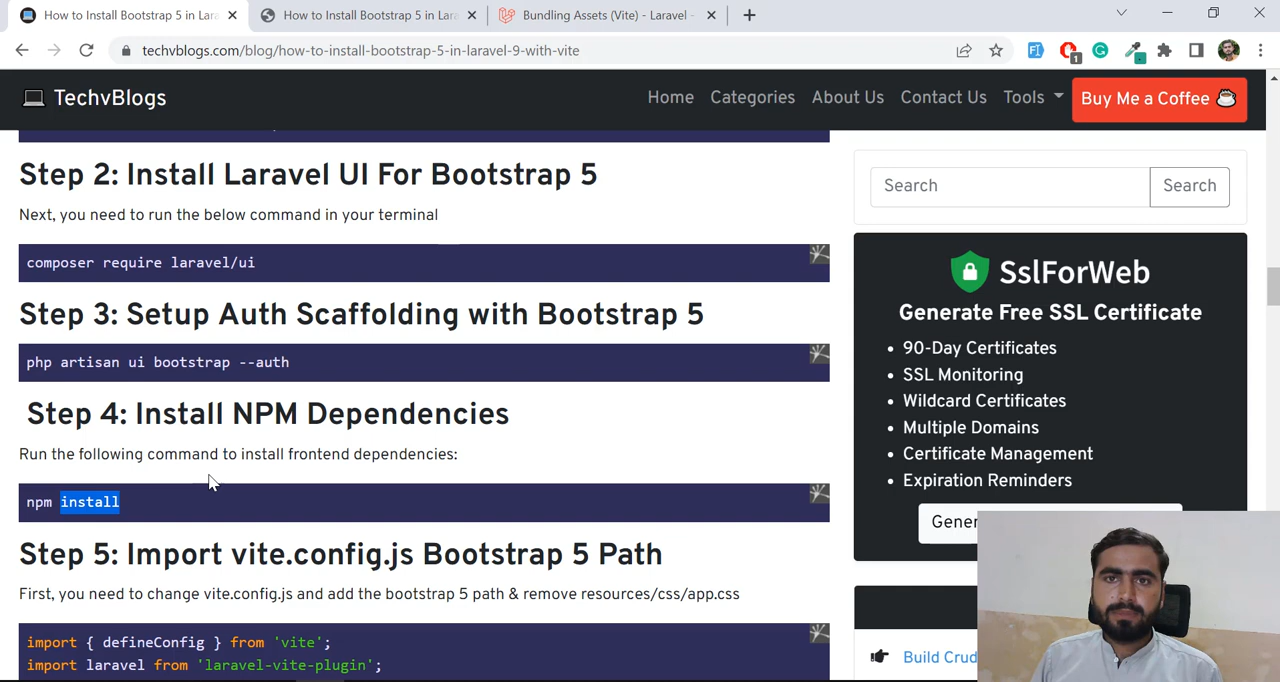 How to Install Bootstrap 5 in Lara
How to Install Bootstrap 5 in Lara
Bundling Assets (Vite) - Laravel -
techvblogs.com/blog/how-to-install-bootstrap-5-in-laravel-9-with-vite
1
TechvBlogs
Home
Categories
About Us
Contact Us
Tools
Buy Me a Coffee
Step 2: Install Laravel UI For Bootstrap 5
Next, you need to run the below command in your terminal
composer require laravel/ui
Step 3: Setup Auth Scaffolding with Bootstrap 5
php artisan ui bootstrap --auth
Step 4: Install NPM Dependencies
Run the following command to install frontend dependencies:
npm install
Step 5: Import vite.config.js Bootstrap 5 Path
First, you need to change vite.config.js and add the bootstrap 5 path & remove resources/css/app.css
import { defineConfig } from 'vite';
import laravel from 'laravel-vite-plugin';
Search
Search
SslForWeb
Generate Free SSL Certificate
• 90-Day Certificates
• SSL Monitoring
• Wildcard Certificates
• Multiple Domains
• Certificate Management
• Expiration Reminders
Gener
Build Crud